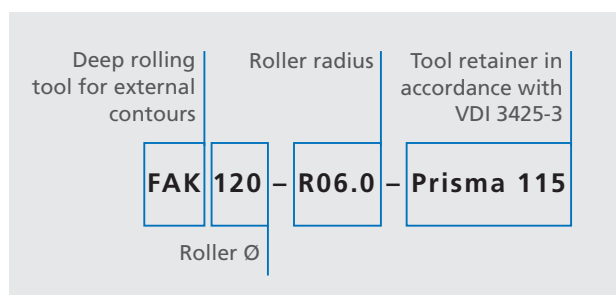 Deep rolling
tool for external
contours
Roller radius
Tool retainer in
accordance with
VDI 3425-3
FAK 120 – R06.0 – Prisma 115
Roller Ø